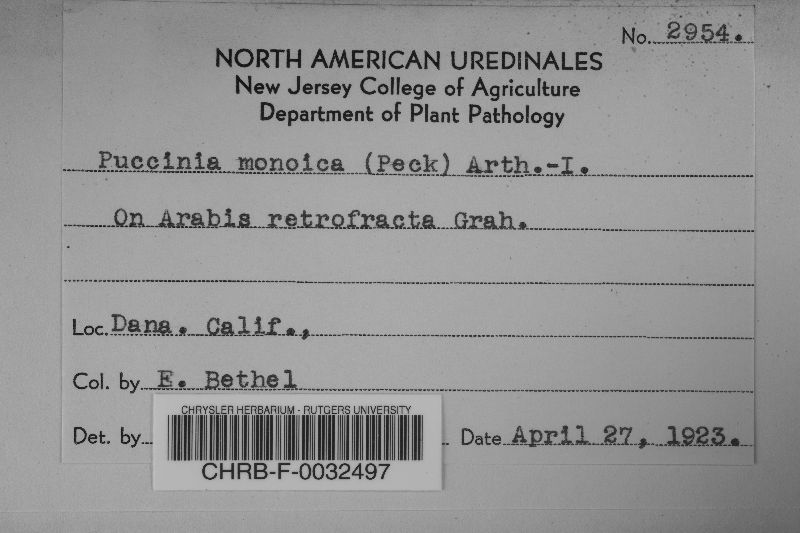 No. 2954.
NORTH AMERICAN UREDINALES
New Jersey College of Agriculture
Department of Plant Pathology
Puccinia monoica (Peck) Arth.-I.
On Arabis retrofracta Grah.
Loc. Dana. Calif.,
Col. by E. Bethel
Det. by
Date April 27, 1923.
CHRYSLER HERBARIUM - RUTGERS UNIVERSITY
CHRB-F-0032497